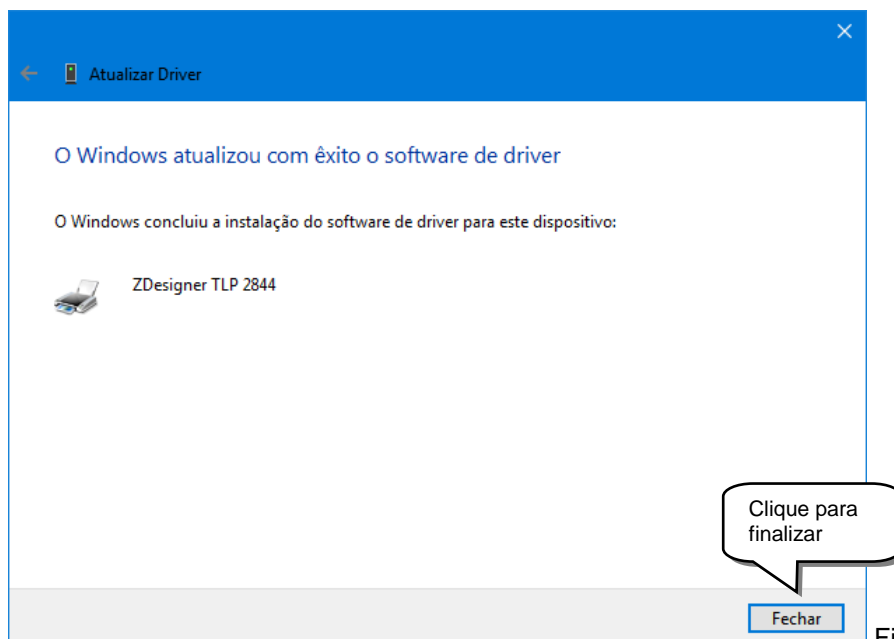 Atualizar Driver
O Windows atualizou com êxito o software de driver
O Windows concluiu a instalação do software de driver para este dispositivo:
ZDesigner TLP 2844
Clique para
finalizar
Fechar